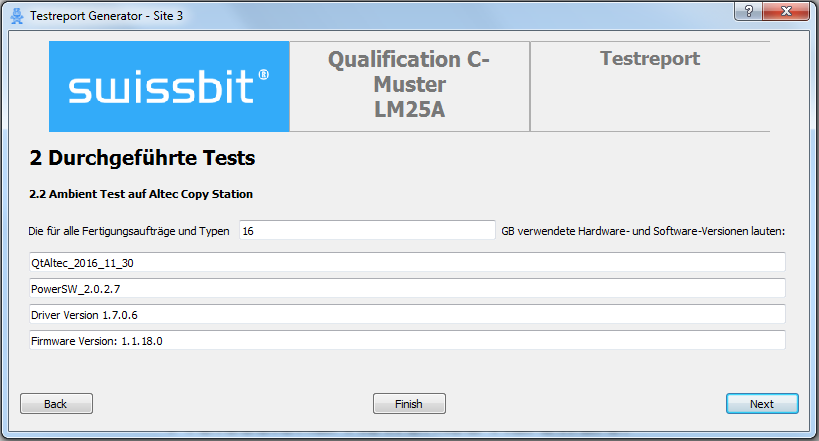 Testreport Generator - Site 3
?
X
swissbit®
Qualification C-
Muster
LM25A
Testreport
2 Durchgeführte Tests
2.2 Ambient Test auf Altec Copy Station
Die für alle Fertigungsaufträge und Typen 16 GB verwendete Hardware- und Software-Versionen lauten:
QtAltec_2016_11_30
PowerSW_2.0.2.7
Driver Version 1.7.0.6
Firmware Version: 1.1.18.0
Back Finish Next